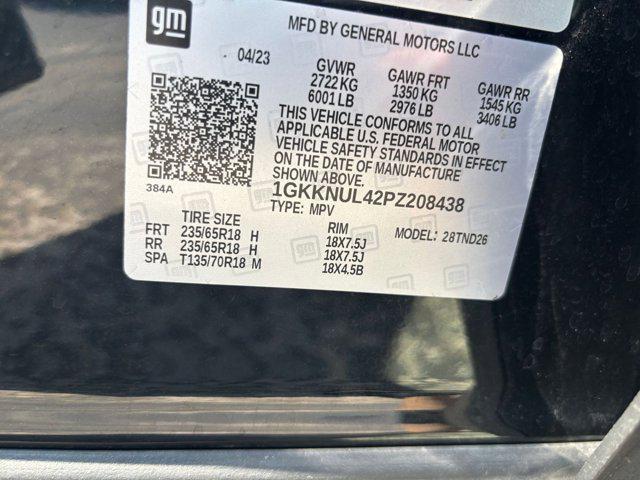 gm
MFD BY GENERAL MOTORS LLC
04/23
GVWR GAWR FRT GAWR RR
2722 KG 1350 KG 1545 KG
6001 LB 2976 LB 3406 LB
THIS VEHICLE CONFORMS TO ALL
APPLICABLE U.S. FEDERAL MOTOR
VEHICLE SAFETY STANDARDS IN EFFECT
ON THE DATE OF MANUFACTURE
SHOWN ABOVE.
384A
1GKKNUL42PZ208438
TYPE: MPV
TIRE SIZE RIM MODEL: 28TND26
FRT 235/65R18 H 18X7.5J
RR 235/65R18 H 18X7.5J
SPA T135/70R18 M 18X4.5B